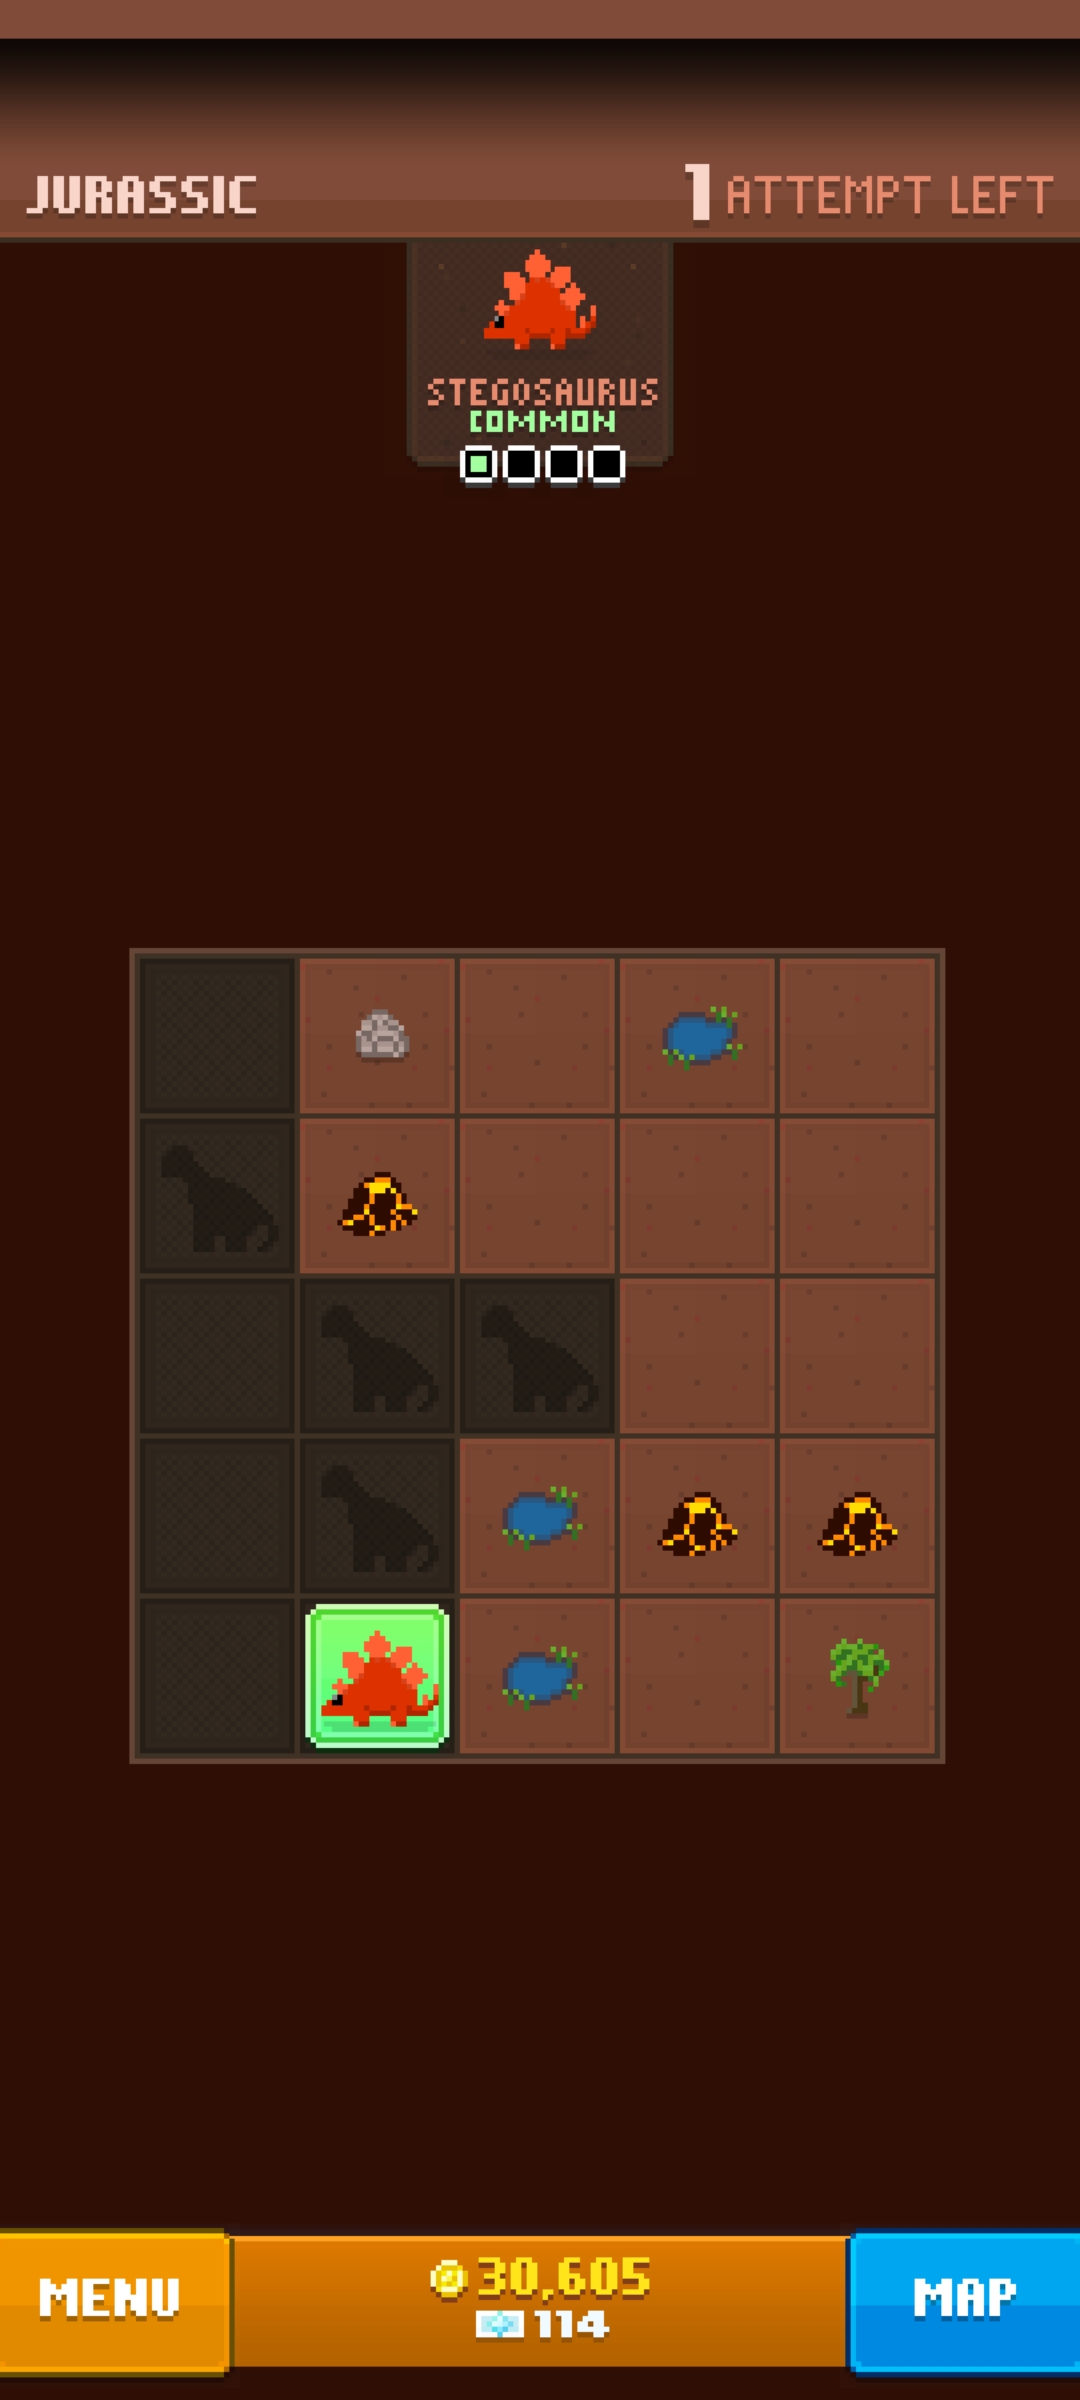 JURASSIC
1 ATTEMPT LEFT
STEGOSAURUS
COMMON
MENU
30,605
114
MAP